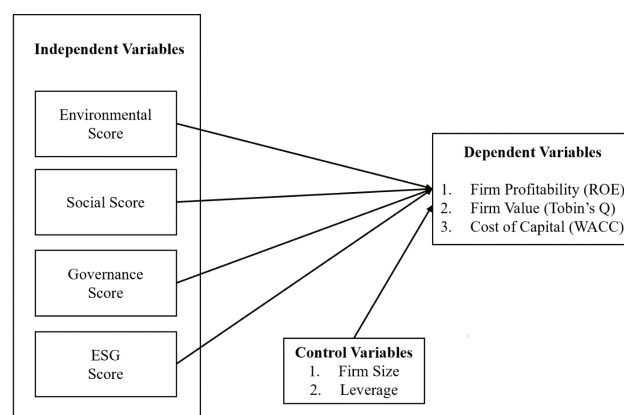 Independent Variables
Environmental
Score
Social Score
Governance
Score
ESG
Score
Dependent Variables
1. Firm Profitability (ROE)
2. Firm Value (Tobin's Q)
3. Cost of Capital (WACC)
Control Variables
1. Firm Size
2. Leverage